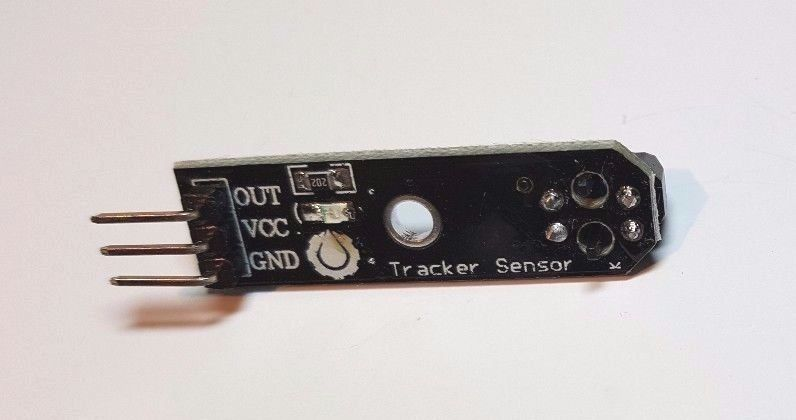 OUT
202
VCC
GND
Tracker Sensor
K